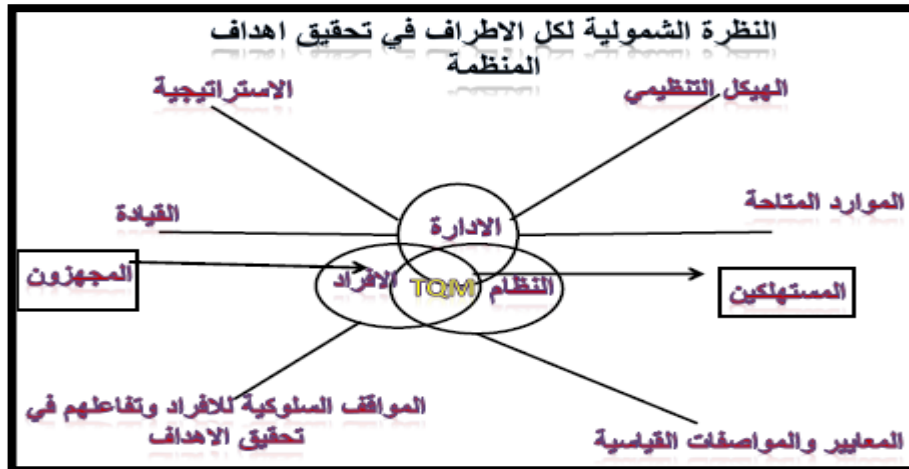 النظرة الشمولية لكل الاطراف في تحقيق اهداف
المنظمة
الهيكل التنظيمي
الاستراتيجية
الموارد المتاحة
الادارة
القيادة
المستهلكين
النظام
TQM
الافراد
المجهزون
المواقف السلوكية للافراد وتفاعلهم في
تحقيق الاهداف
المعايير والمواصفات القياسية